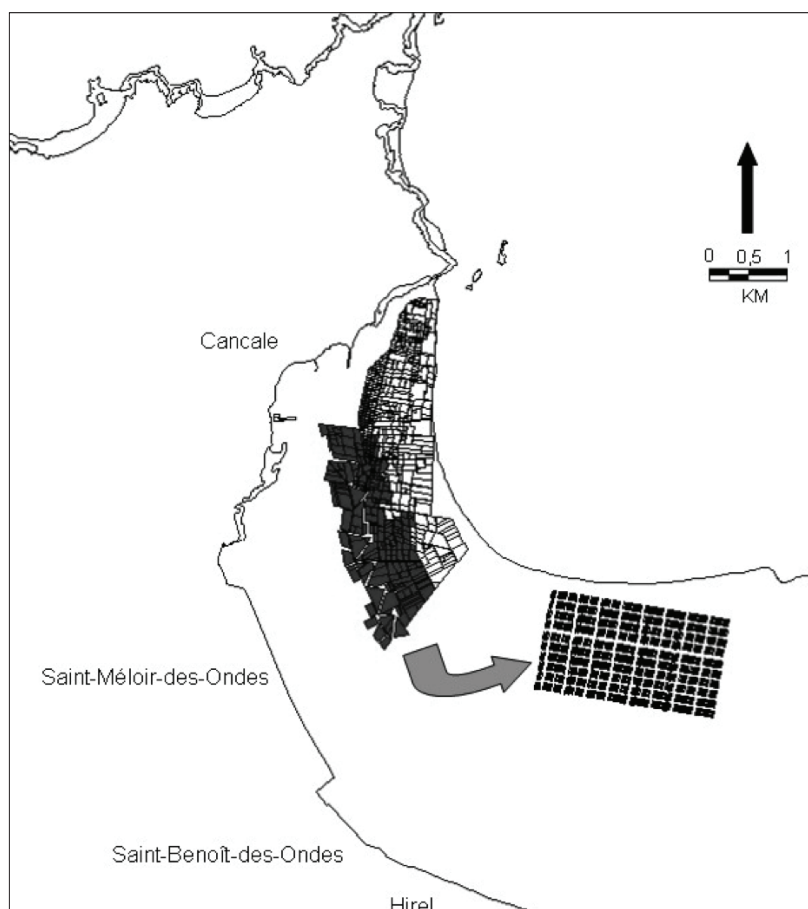 0 0,5 1
KM
Cancale
Saint-Méloir-des-Ondes
Saint-Benoît-des-Ondes
Hirel